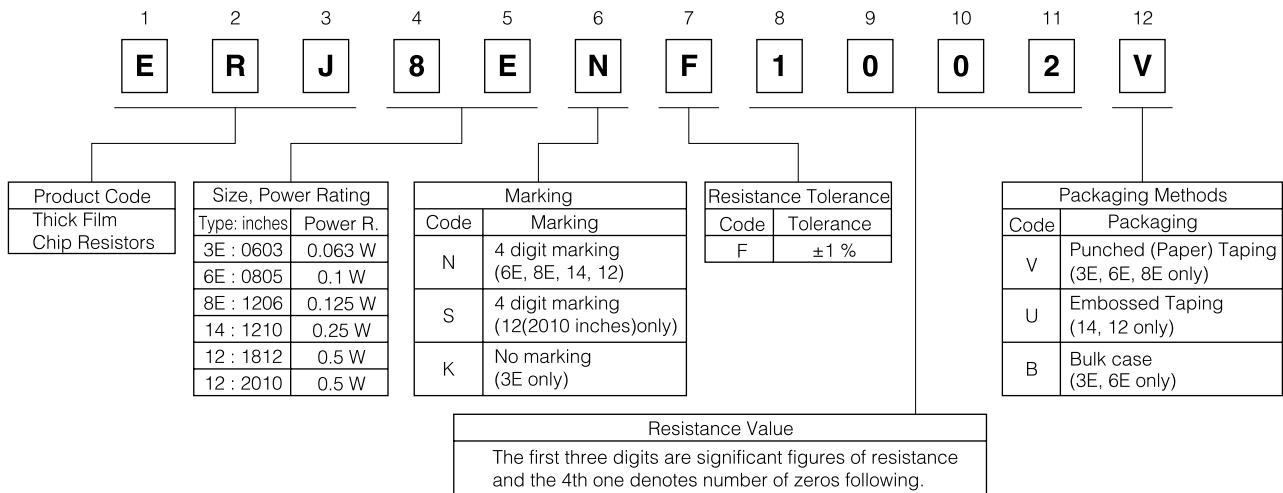 1 2 3 4 5 6 7 8 9 10 11 12
E R J 8 E N F 1 0 0 2 V
Product Code
Thick Film
Chip Resistors
Size, Power Rating
Type: inches Power R.
3E : 0603 0.063 W
6E : 0805 0.1 W
8E : 1206 0.125 W
14 : 1210 0.25 W
12 : 1812 0.5 W
12 : 2010 0.5 W
Marking
Code Marking
N 4 digit marking
(6E, 8E, 14, 12)
S 4 digit marking
(12(2010 inches)only)
K No marking
(3E only)
Resistance Tolerance
Code Tolerance
F ±1 %
Packaging Methods
Code Packaging
V Punched (Paper) Taping
(3E, 6E, 8E only)
U Embossed Taping
(14, 12 only)
B Bulk case
(3E, 6E only)
Resistance Value
The first three digits are significant figures of resistance
and the 4th one denotes number of zeros following.